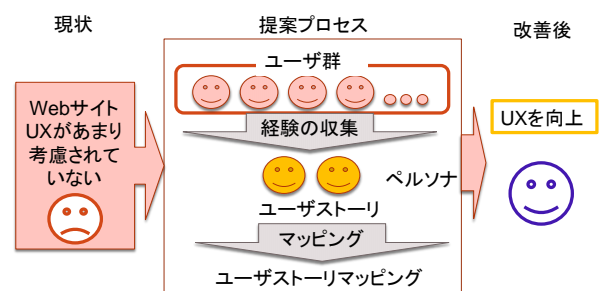 現状
提案プロセス
改善後
ユーザ群
Webサイト
UXがあまり
考慮されて
いない
経験の収集
ペルソナ
ユーザストーリ
マッピング
ユーザストーリマッピング
UXを向上